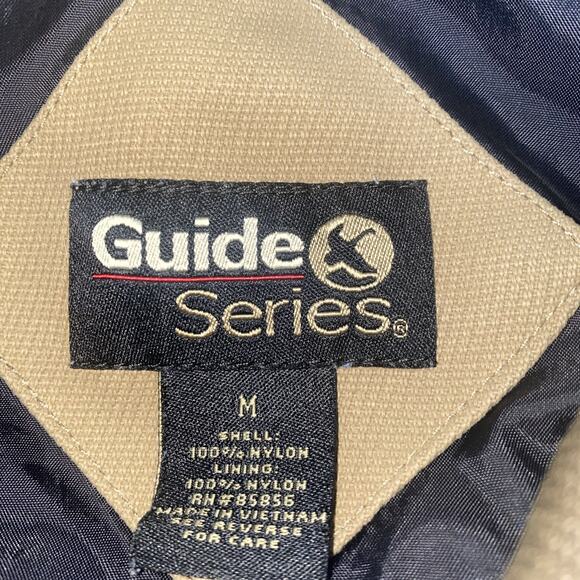 Guide
Series®
M
SHELL:
100% NYLON
LINING:
100% NYLON
RN#85856
MADE IN VIETNAM
SEE REVERSE
FOR CARE